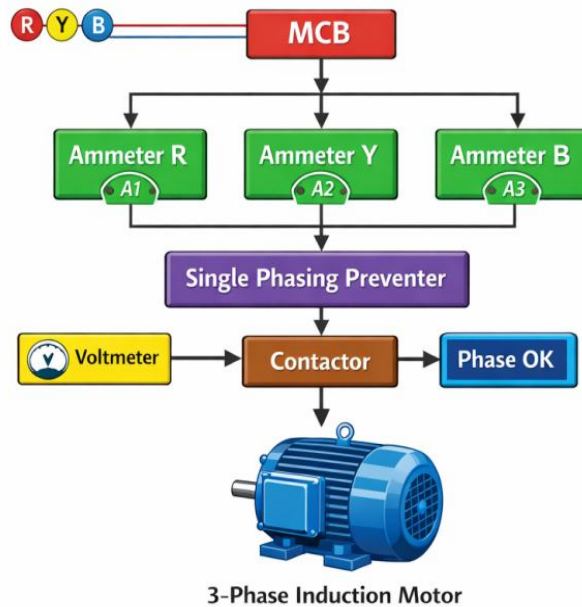 R Y B
MCB
Ammeter R
A1
Ammeter Y
A2
Ammeter B
A3
Single Phasing Preventer
V
Voltmeter
Contactor
Phase OK
3-Phase Induction Motor